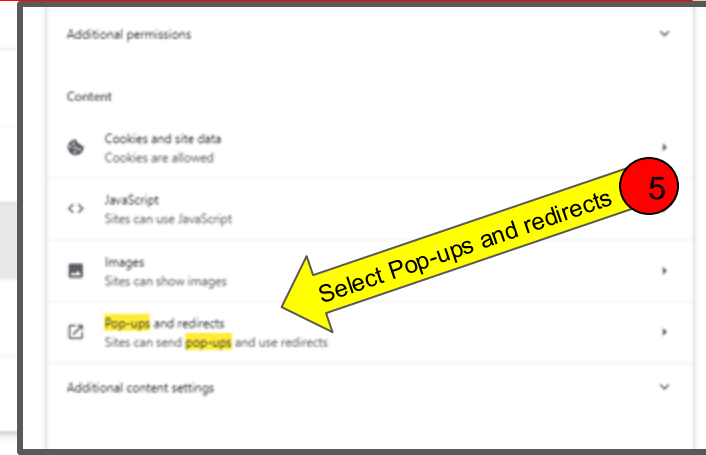 Additional permissions
Content
Cookies and site data
Cookies are allowed
JavaScript
Sites can use JavaScript
5
Select Pop-ups and redirects
Images
Sites can show images
Pop-ups and redirects
Sites can send pop-ups and use redirects
Additional content settings